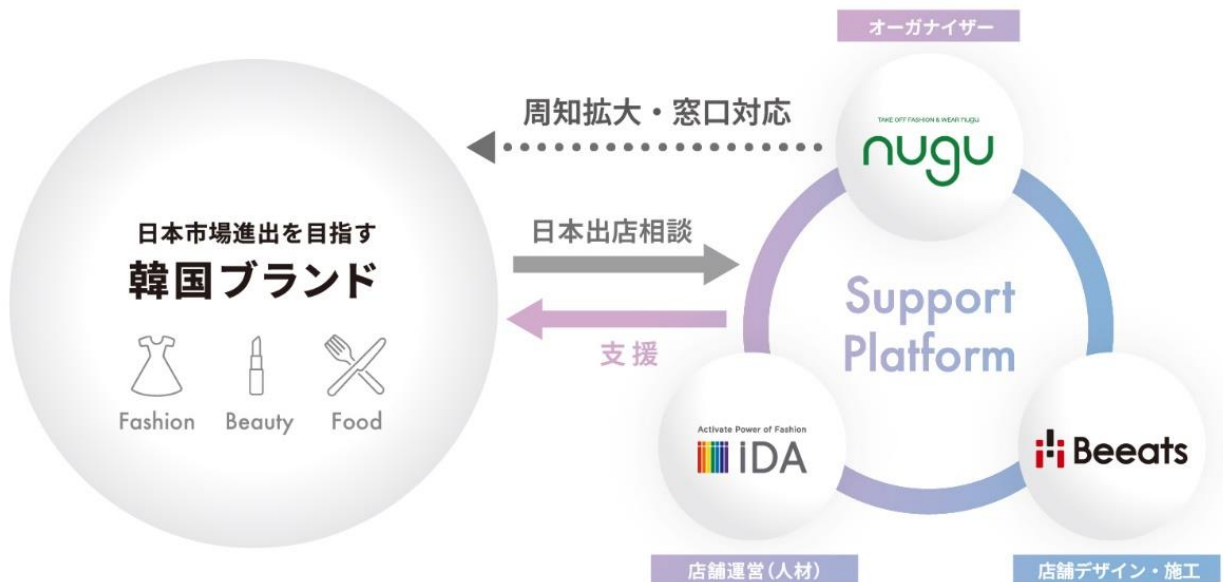 オーガナイザー
TAKE OFF FASHION & WEAR nugu
nugu
周知拡大・窓口対応
日本市場進出を目指す
韓国ブランド
Fashion Beauty Food
日本出店相談
支援
Support
Platform
Activate Power of Fashion
iDA
Beeats
店舗運営(人材)
店舗デザイン・施工